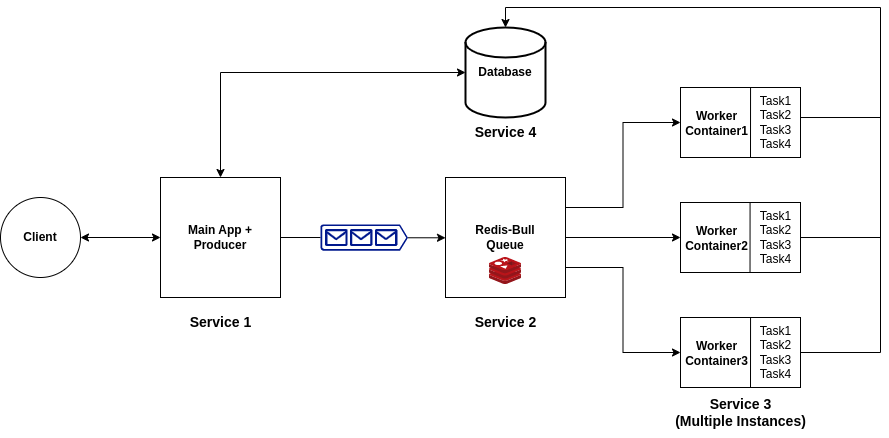 Database
Service 4
Client
Main App +
Producer
Service 1
Redis-Bull
Queue
Service 2
Worker
Container1
Task1
Task2
Task3
Task4
Worker
Container2
Task1
Task2
Task3
Task4
Worker
Container3
Task1
Task2
Task3
Task4
Service 3
(Multiple Instances)